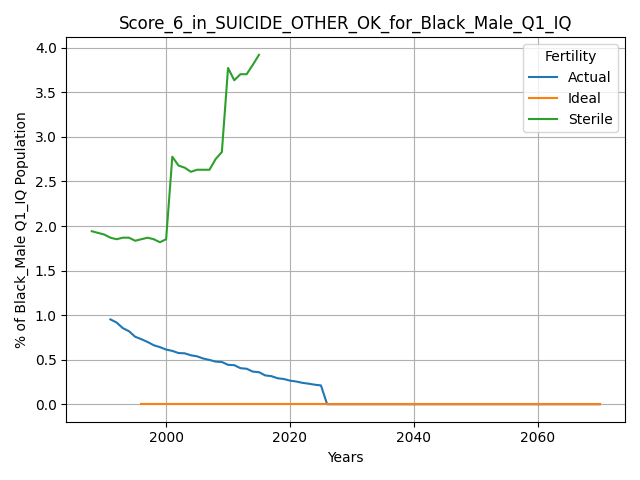 Score_6_in_SUICIDE_OTHER_OK_for_Black_Male_Q1_IQ
% of Black_Male Q1_IQ Population
4.0
3.5
3.0
2.5
2.0
1.5
1.0
0.5
0.0
Fertility
Actual
Ideal
Sterile
2000 2020 2040 2060
Years